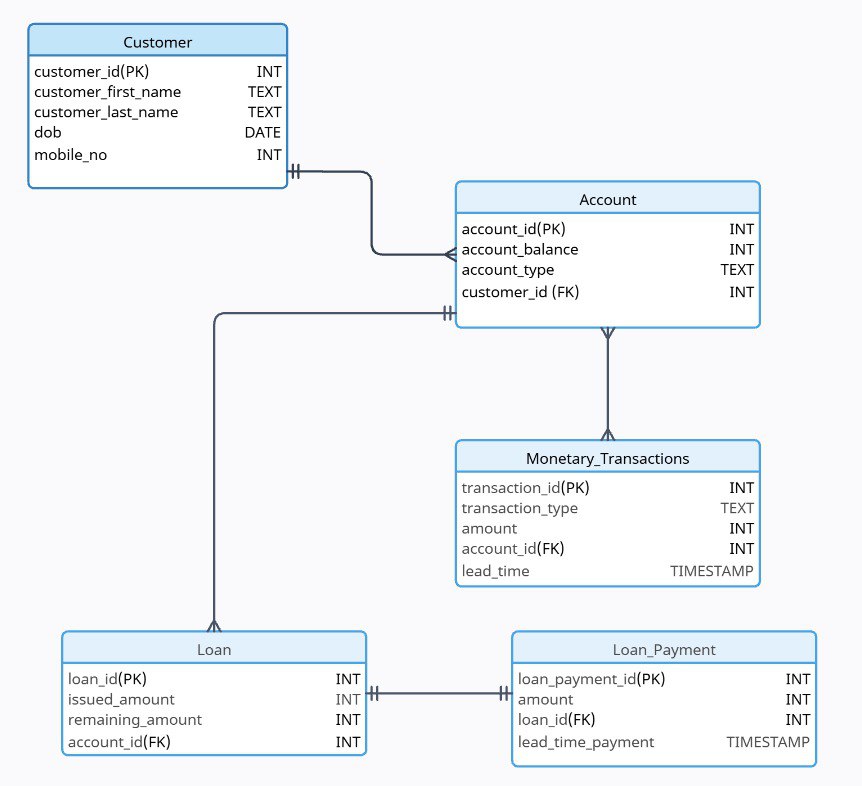 Customer
customer_id(PK) INT
customer_first_name TEXT
customer_last_name TEXT
dob DATE
mobile_no INT
Account
account_id(PK) INT
account_balance INT
account_type TEXT
customer_id (FK) INT
Monetary_Transactions
transaction_id(PK) INT
transaction_type TEXT
amount INT
account_id(FK) INT
lead_time TIMESTAMP
Loan
loan_id(PK) INT
issued_amount INT
remaining_amount INT
account_id(FK) INT
Loan_Payment
loan_payment_id(PK) INT
amount INT
loan_id(FK) INT
lead_time_payment TIMESTAMP